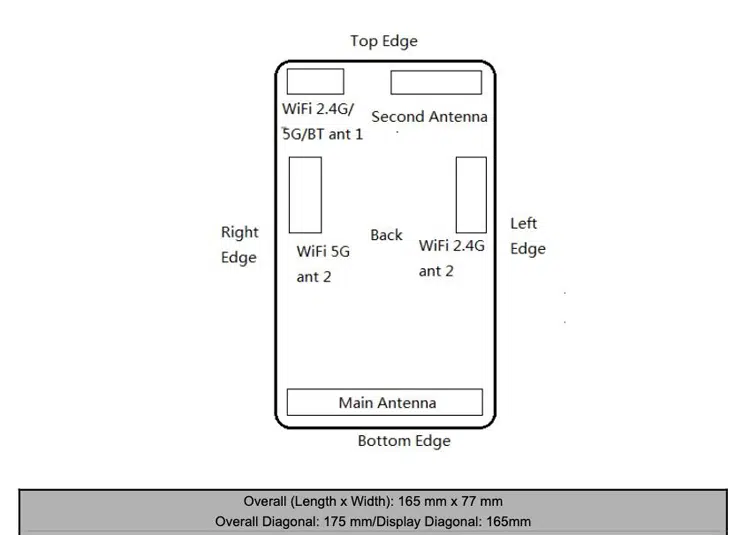 Top Edge
WiFi 2.4G/
5G/BT ant 1
Second Antenna
Right
Edge
WiFi 5G
ant 2
Back
WiFi 2.4G
ant 2
Left
Edge
Main Antenna
Bottom Edge
Overall (Length x Width): 165 mm x 77 mm
Overall Diagonal: 175 mm/Display Diagonal: 165mm